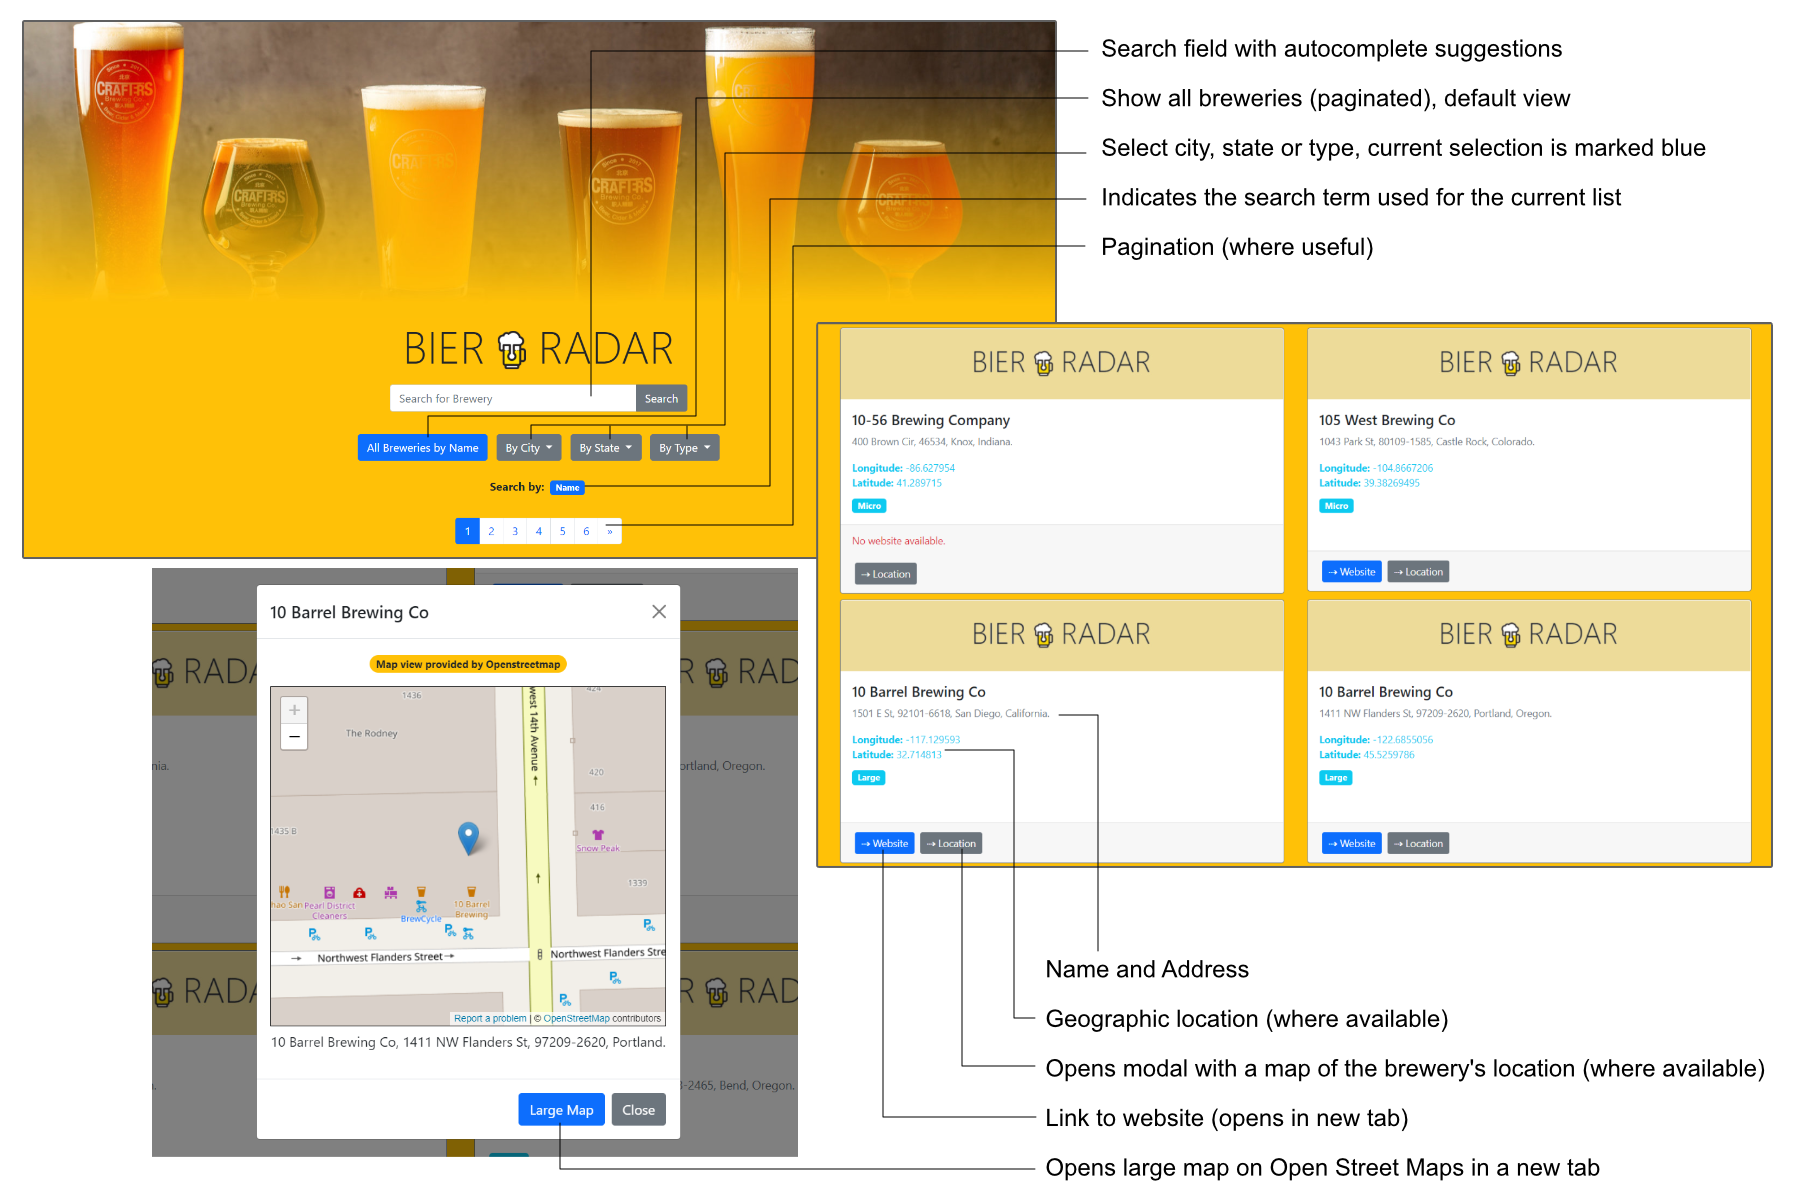 Search field with autocomplete suggestions
Show all breweries (paginated), default view
Select city, state or type, current selection is marked blue
Indicates the search term used for the current list
Pagination (where useful)
CRAFTERS
Brewing Co.
CRAFTERS
Brewing Co.
CRAFTERS
CRAFTERS
Brewing Co.
CRAFTERS
BIER RADAR
Search for Brewery
Search
All Breweries by Name
By City
By State
By Type
Search by: Name
1 2 3 4 5 6 »
BIER RADAR
10-56 Brewing Company
400 Brown Cir, 46534, Knox, Indiana.
Longitude: -86.627954
Latitude: 41.289715
Micro
No website available.
→ Location
BIER RADAR
105 West Brewing Co
1043 Park St, 80109-1585, Castle Rock, Colorado.
Longitude: -104.8667206
Latitude: 39.38269495
Micro
→ Website → Location
BIER RADAR
10 Barrel Brewing Co
1501 E St, 92101-6618, San Diego, California.
Longitude: -117.129593
Latitude: 32.714813
Large
→ Website → Location
BIER RADAR
10 Barrel Brewing Co
1411 NW Flanders St, 97209-2620, Portland, Oregon.
Longitude: -122.6855056
Latitude: 45.5259786
Large
→ Website → Location
RADA
RAD
nia.
ortland, Oregon.
RADA
RAD
-2465, Bend, Oregon.
10 Barrel Brewing Co
Map view provided by Openstreetmap
+
−
1436
424
west 14th Avenue
The Rodney
420
416
1435 B
Snow Peak
1339
hao San
Pearl District
Cleaners
BrewCycle
10 Barrel
Brewing
Northwest Flanders Street
Northwest Flanders Stre
Report a problem | © OpenStreetMap contributors
10 Barrel Brewing Co, 1411 NW Flanders St, 97209-2620, Portland.
Large Map
Close
Name and Address
Geographic location (where available)
Opens modal with a map of the brewery's location (where available)
Link to website (opens in new tab)
Opens large map on Open Street Maps in a new tab